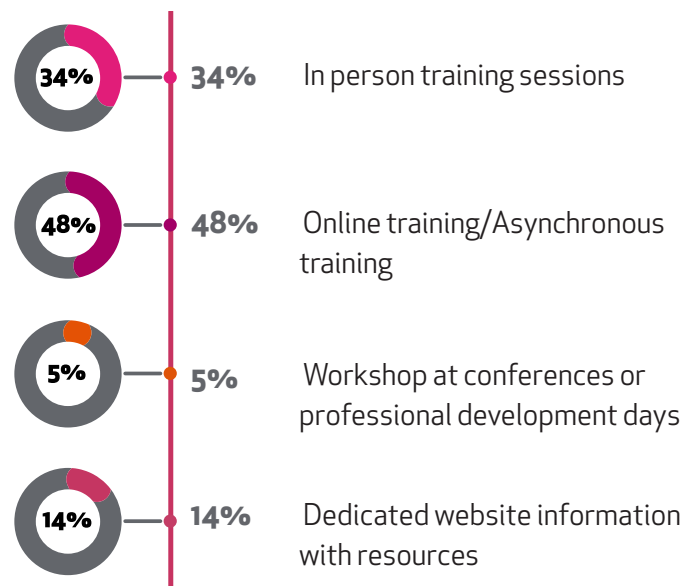 34% 34% In person training sessions
48% 48% Online training/Asynchronous
training
5% 5% Workshop at conferences or
professional development days
14% 14% Dedicated website information
with resources